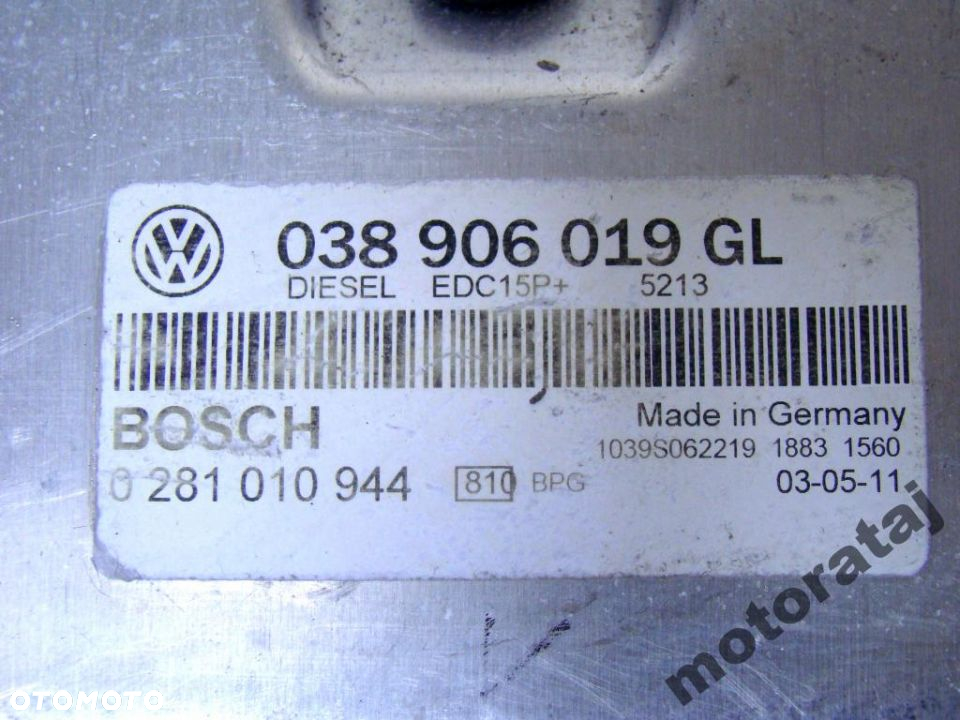 038 906 019 GL
DIESEL EDC15P+ 5213
BOSCH
Made in Germany
1039S062219 1883 1560
0 281 010 944 810 BPG 03-05-11
motorataj
OTOMOTO